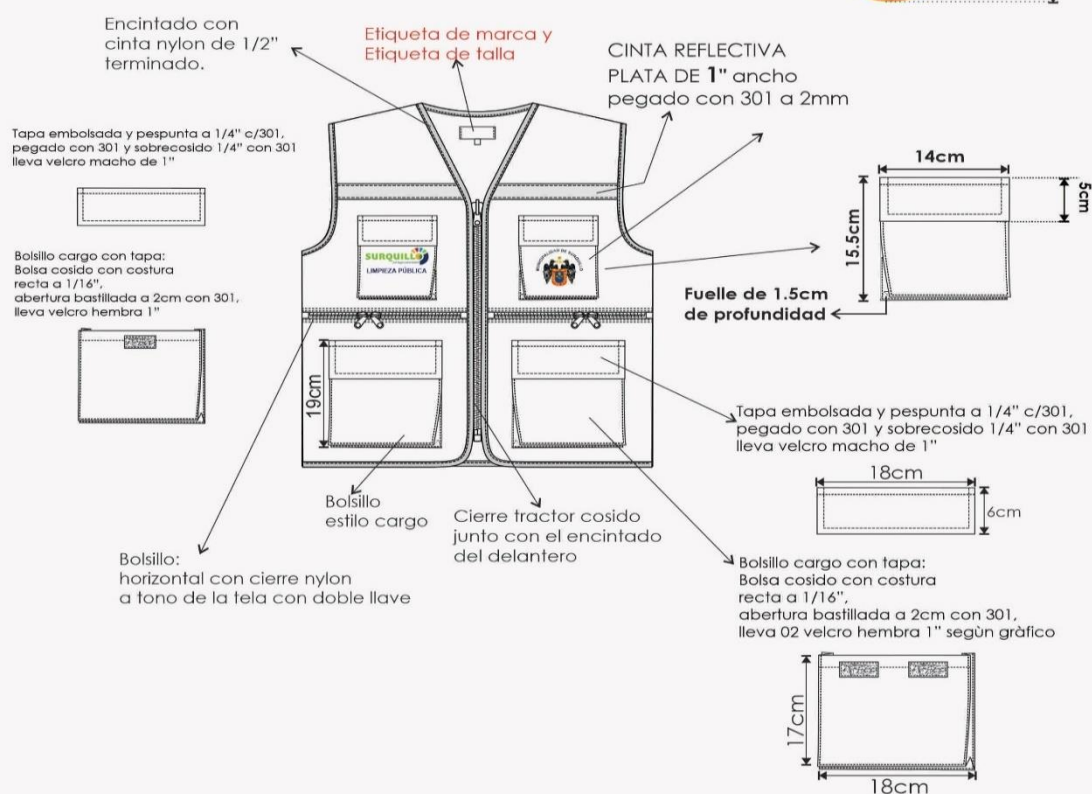 Encintado con
cinta nylon de 1/2"
terminado.
Etiqueta de marca y
Etiqueta de talla
CINTA REFLECTIVA
PLATA DE 1" ancho
pegado con 301 a 2mm
Tapa embolsada y pespunta a 1/4" c/301,
pegado con 301 y sobrecosido 1/4" con 301
lleva velcro macho de 1"
Bolsillo cargo con tapa:
Bolsa cosido con costura
recta a 1/16",
abertura bastillada a 2cm con 301,
lleva velcro hembra 1"
SURQUILLO
LIMPIEZA PÚBLICA
MUNICIPALIDAD DE SURQUILLO
14cm
5cm
15.5cm
Fuelle de 1.5cm
de profundidad
19cm
Bolsillo
estilo cargo
Cierre tractor cosido
junto con el encintado
del delantero
Bolsillo:
horizontal con cierre nylon
a tono de la tela con doble llave
Tapa embolsada y pespunta a 1/4" c/301,
pegado con 301 y sobrecosido 1/4" con 301
lleva velcro macho de 1"
18cm
6cm
Bolsillo cargo con tapa:
Bolsa cosido con costura
recta a 1/16",
abertura bastillada a 2cm con 301,
lleva 02 velcro hembra 1" segùn gràfico
17cm
18cm